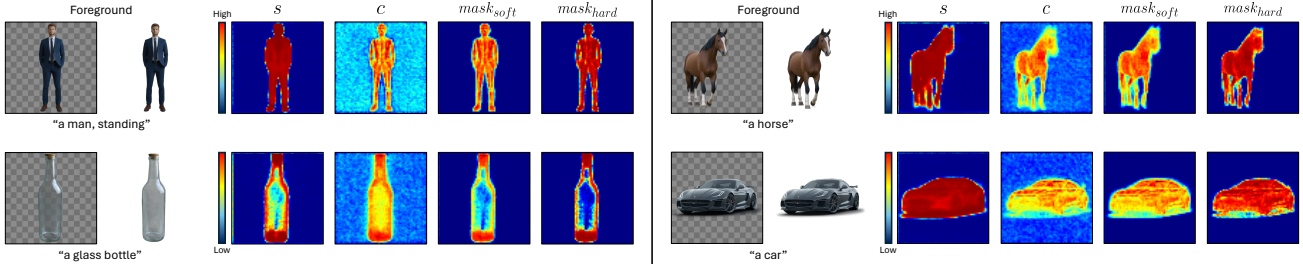 Foreground
High
s
c
mask_soft
mask_hard
"a man, standing"
"a glass bottle"
Low
Foreground
High
s
c
mask_soft
mask_hard
"a horse"
"a car"
Low